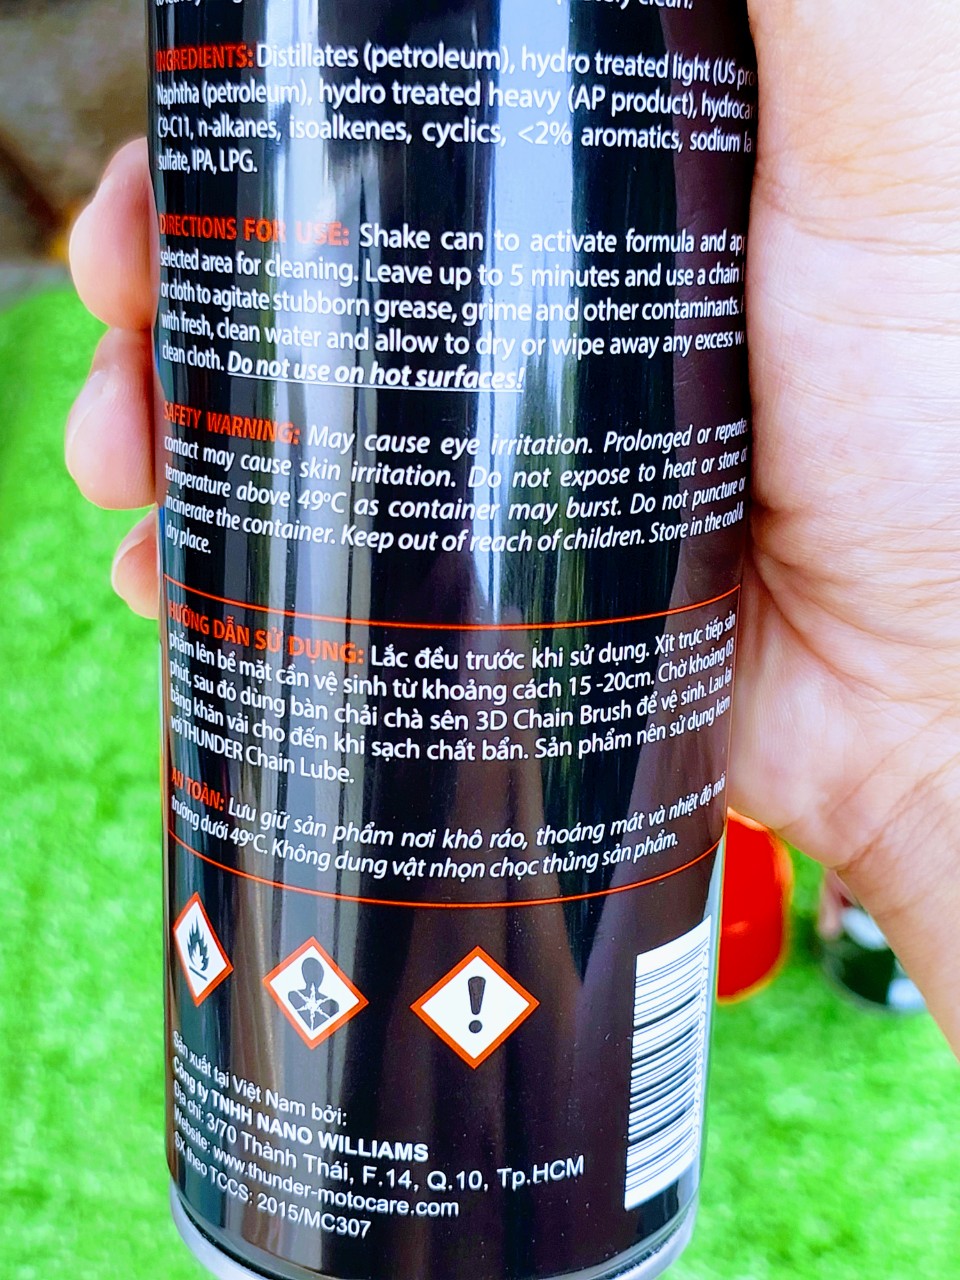 INGREDIENTS: Distillates (petroleum), hydro treated light (US
Naphtha (petroleum), hydro treated heavy (AP product),
C9-C11, n-alkanes, isoalkenes, cyclics, <2% aromatics, sodium
sulfate, IPA, LPG.
DIRECTIONS FOR USE: Shake can to activate formula and
selected area for cleaning. Leave up to 5 minutes and use a chain
or cloth to agitate stubborn grease, grime and other contaminants.
with fresh, clean water and allow to dry or wipe away any excess
clean cloth. Do not use on hot surfaces!
SAFETY WARNING: May cause eye irritation. Prolonged or
contact may cause skin irritation. Do not expose to heat or store
temperature above 49ºC as container may burst. Do not puncture or
incinerate the container. Keep out of reach of children. Store in the cool &
dry place.
HƯỚNG DẪN SỬ DỤNG: Lắc đều trước khi sử dụng. Xịt trực tiếp sản
phẩm lên bề mặt cần vệ sinh từ khoảng cách 15 -20cm. Chờ khoảng 03
phút, sau đó dùng bàn chải chà sên 3D Chain Brush để vệ sinh. Lau lại
bằng khăn vải cho đến khi sạch chất bẩn. Sản phẩm nên sử dụng kèm
với THUNDER Chain Lube.
AN TOÀN: Lưu giữ sản phẩm nơi khô ráo, thoáng mát và nhiệt độ môi
trường dưới 49ºC. Không dung vật nhọn chọc thủng sản phẩm.
Sản xuất tại Việt Nam bởi:
Công ty TNHH NANO WILLIAMS
Địa chỉ: 3/70 Thành Thái, F.14, Q.10, Tp.HCM
Website: www.thunder-motocare.com
SX theo TCCS: 2015/MC307